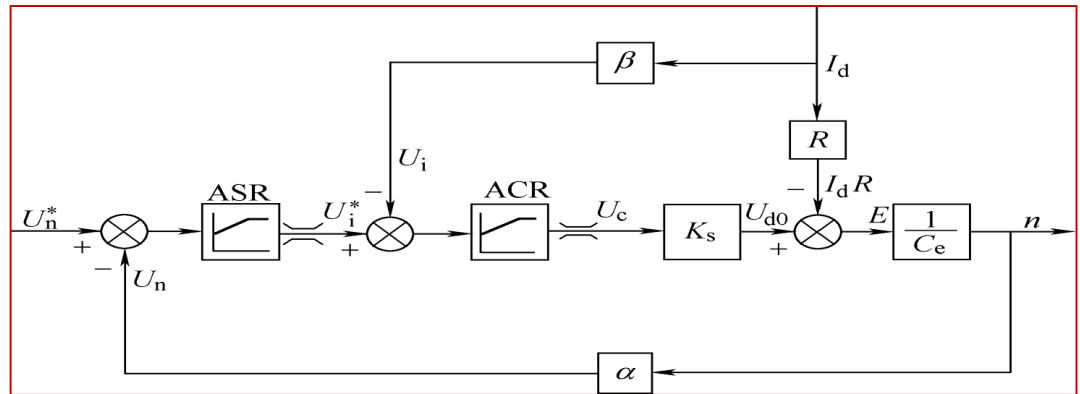 β
I_d
R
U_i
I_d R
ASR
ACR
U_n^*
U_i^*
U_c
K_s
U_d0
E
1/C_e
n
+
−
−
+
−
+
U_n
α